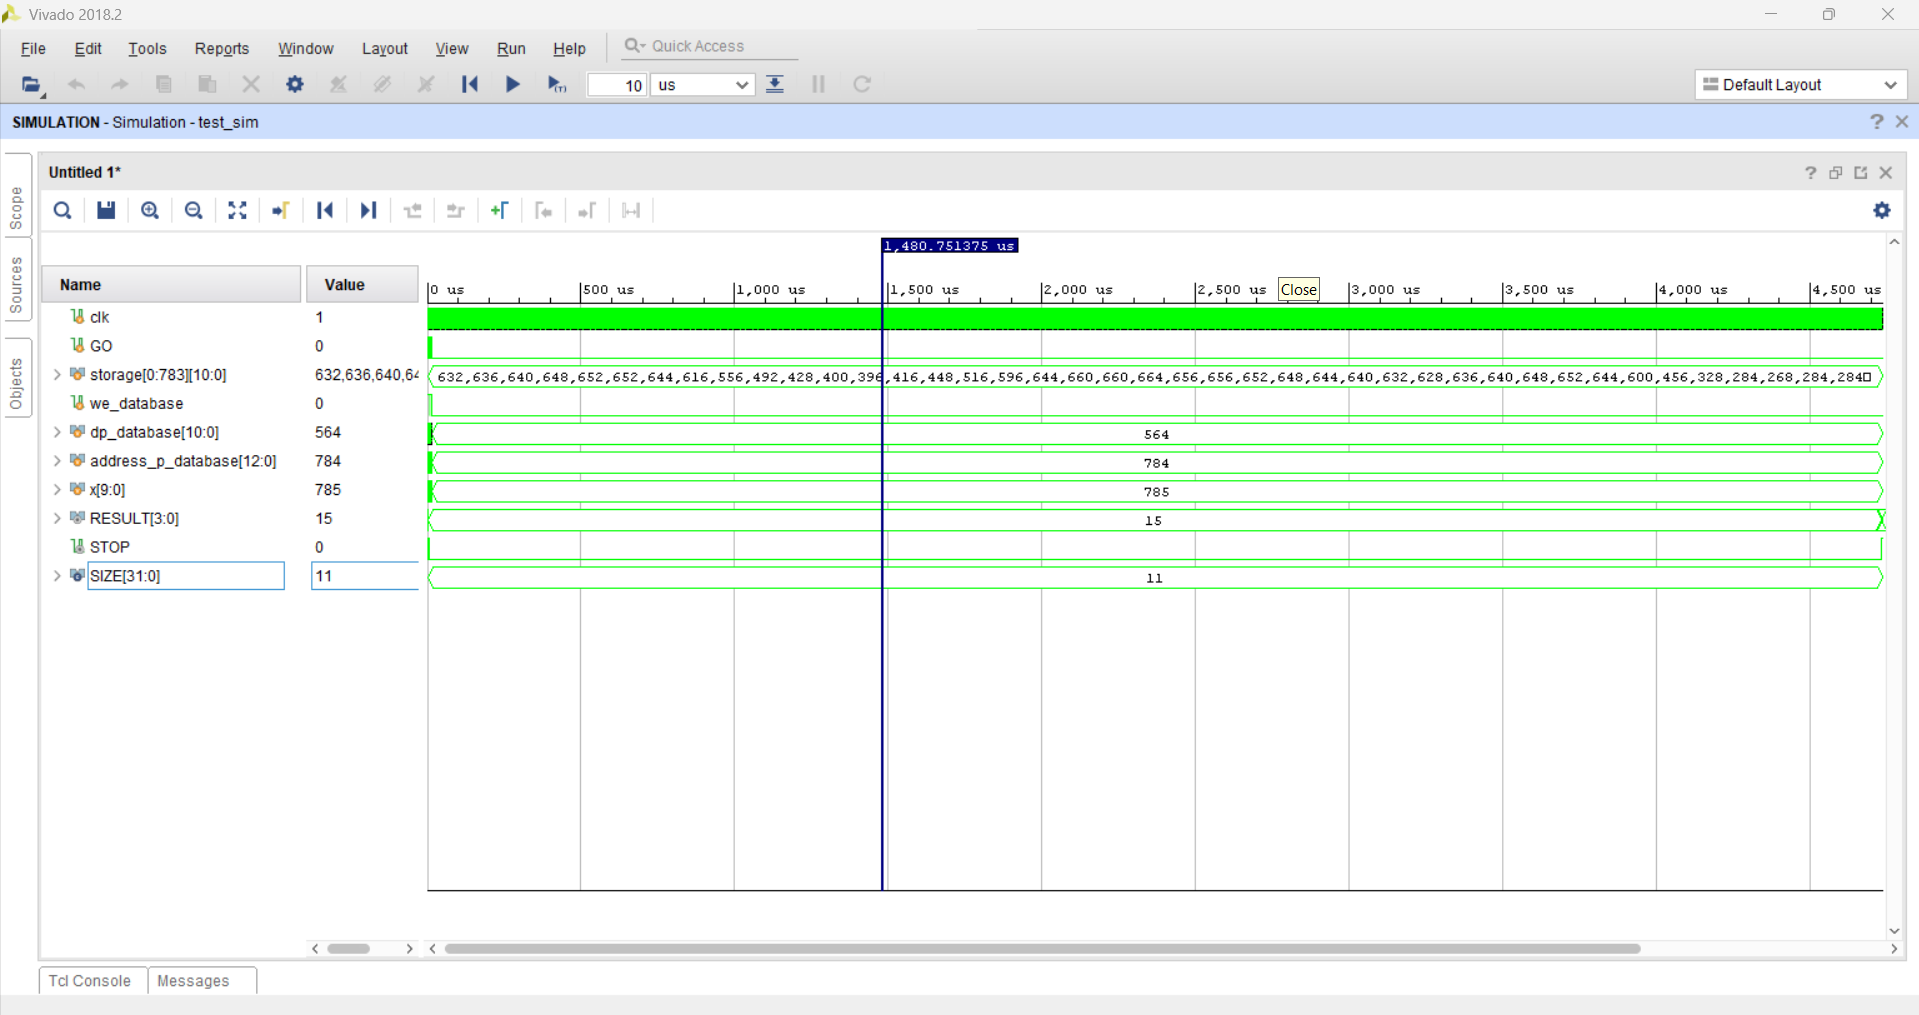 Vivado 2018.2
File Edit Tools Reports Window Layout View Run Help Quick Access
10 us Default Layout
SIMULATION - Simulation - test_sim
Scope
Sources
Objects
Untitled 1*
1,480.751375 us
Name Value
0 us 500 us 1,000 us 1,500 us 2,000 us 2,500 us Close 3,000 us 3,500 us 4,000 us 4,500 us
clk 1
GO 0
storage[0:783][10:0] 632,636,640,64 632,636,640,648,652,652,644,616,556,492,428,400,396,416,448,516,596,644,660,660,664,656,656,652,648,644,640,632,628,636,640,648,652,644,600,456,328,284,268,284,284
we_database 0
dp_database[10:0] 564 564
address_p_database[12:0] 784 784
x[9:0] 785 785
RESULT[3:0] 15 15
STOP 0
SIZE[31:0] 11 11
Tcl Console Messages